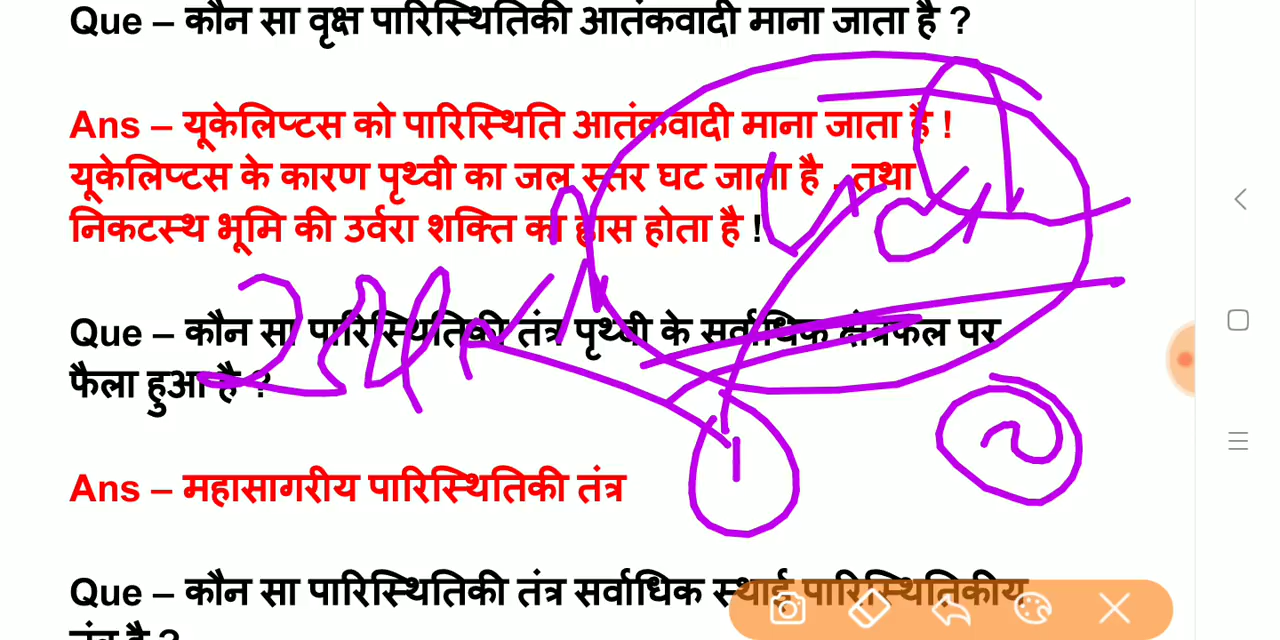 Que – कौन सा वृक्ष पारिस्थितिकी आतंकवादी माना जाता है ?
Ans – यूकेलिप्टस को पारिस्थिति आतंकवादी माना जाता है !
यूकेलिप्टस के कारण पृथ्वी का जल स्तर घट जाता है , तथा
निकटस्थ भूमि की उर्वरा शक्ति का ह्रास होता है !
Que – कौन सा पारिस्थितिकी तंत्र पृथ्वी के सर्वाधिक क्षेत्रफल पर
फैला हुआ है ?
Ans – महासागरीय पारिस्थितिकी तंत्र
Que – कौन सा पारिस्थितिकी तंत्र सर्वाधिक स्थाई पारिस्थितिकीय
तंत्र है ?